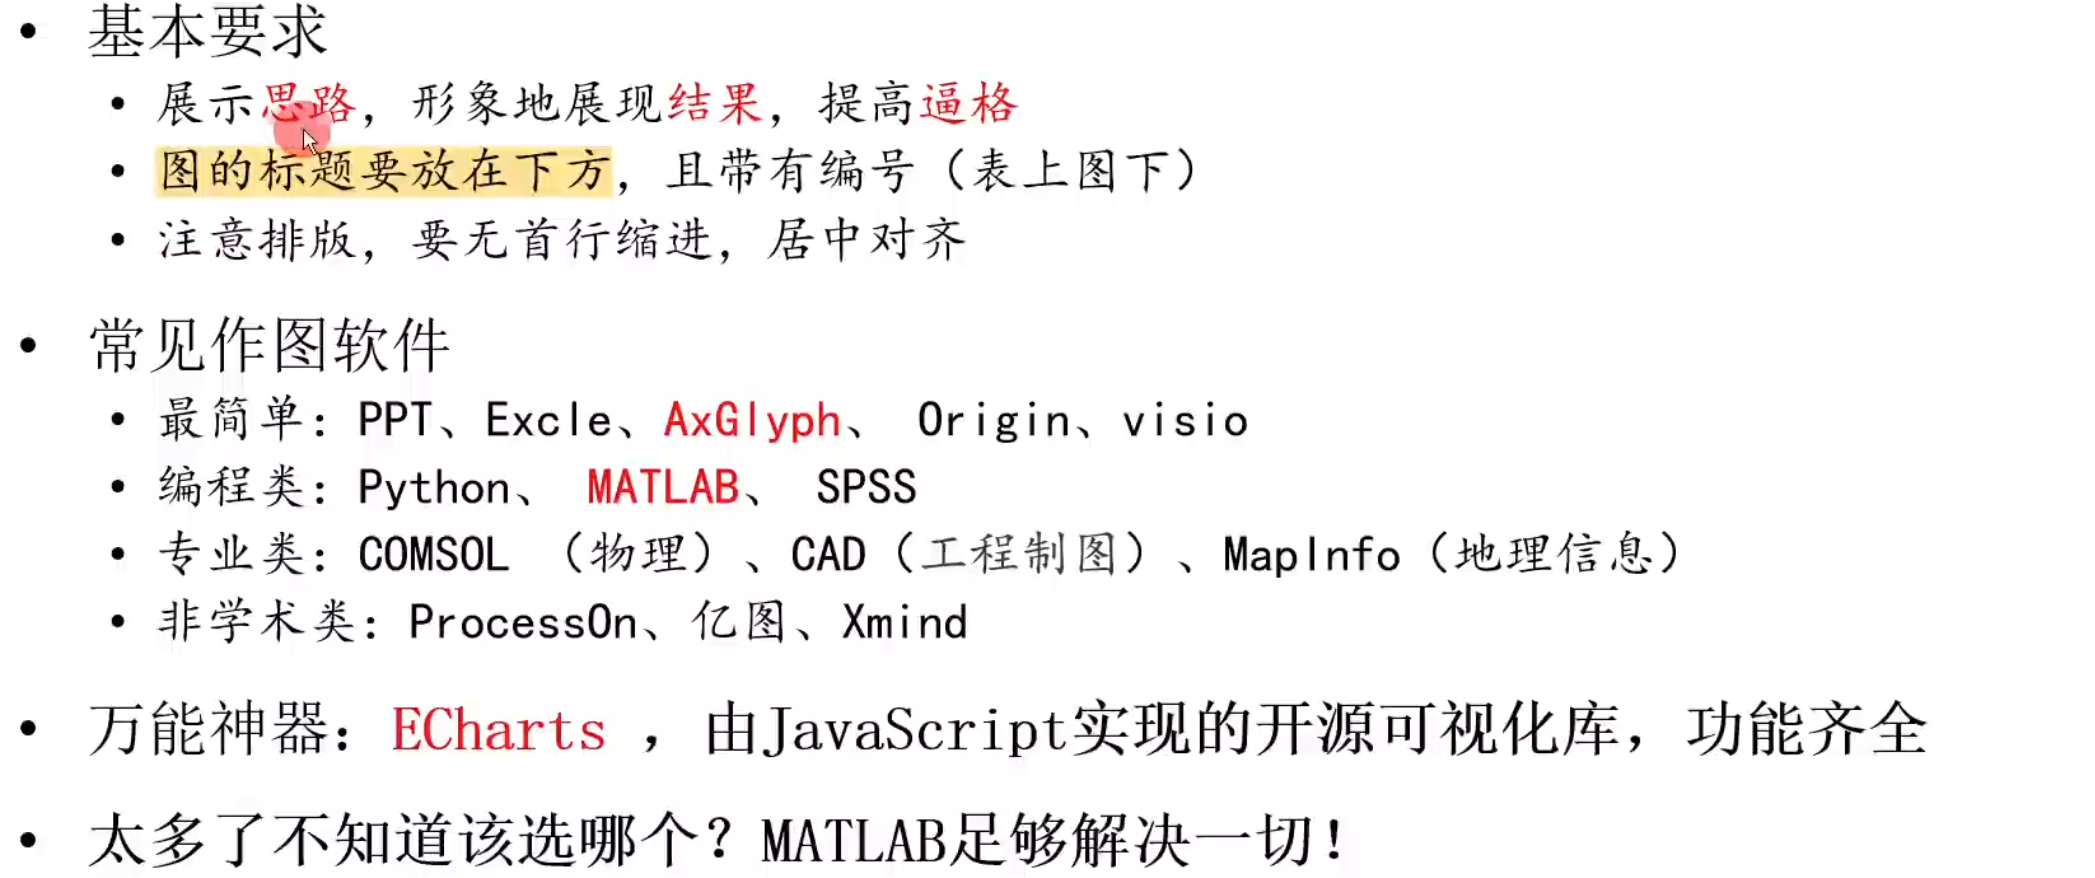 • 基本要求
• 展示思路，形象地展现结果，提高逼格
• 图的标题要放在下方，且带有编号（表上图下）
• 注意排版，要无首行缩进，居中对齐
• 常见作图软件
• 最简单：PPT、Excle、AxGlyph、 Origin、visio
• 编程类：Python、 MATLAB、 SPSS
• 专业类：COMSOL （物理）、CAD（工程制图）、MapInfo（地理信息）
• 非学术类：ProcessOn、亿图、Xmind
• 万能神器：ECharts ，由JavaScript实现的开源可视化库，功能齐全
• 太多了不知道该选哪个？MATLAB足够解决一切！